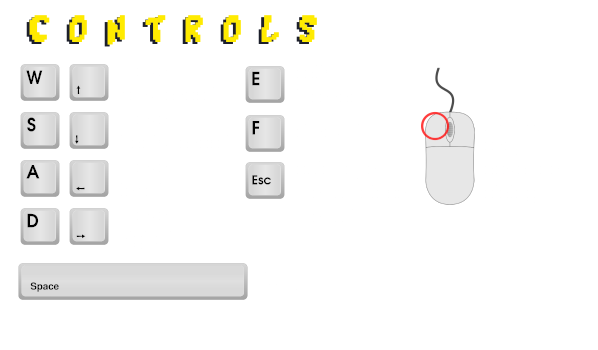 CONTROLS
W ↑ E
S ↓ F
A ← Esc
D →
Space